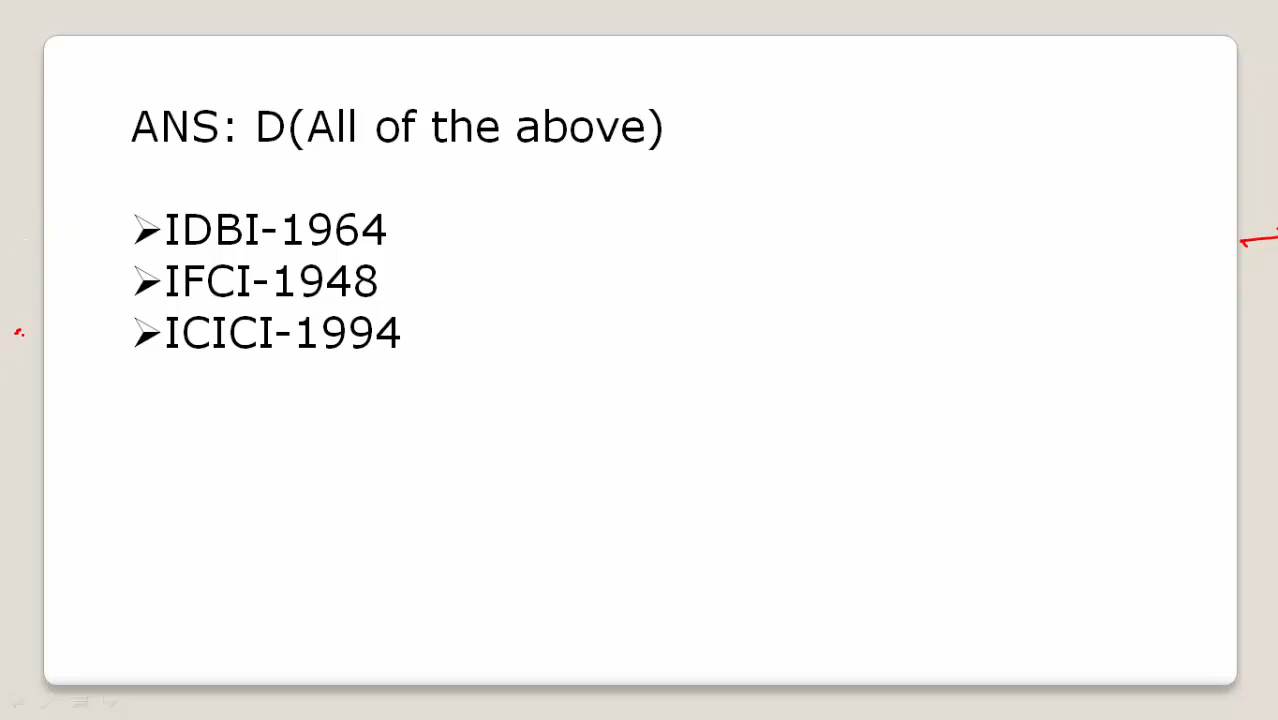 ANS: D(All of the above)
IDBI-1964
IFCI-1948
ICICI-1994